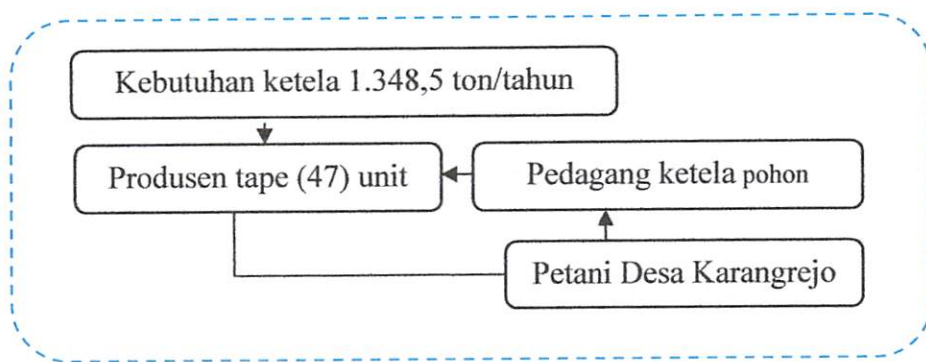 Kebutuhan ketela 1.348,5 ton/tahun
Produsen tape (47) unit
Pedagang ketela pohon
Petani Desa Karangrejo